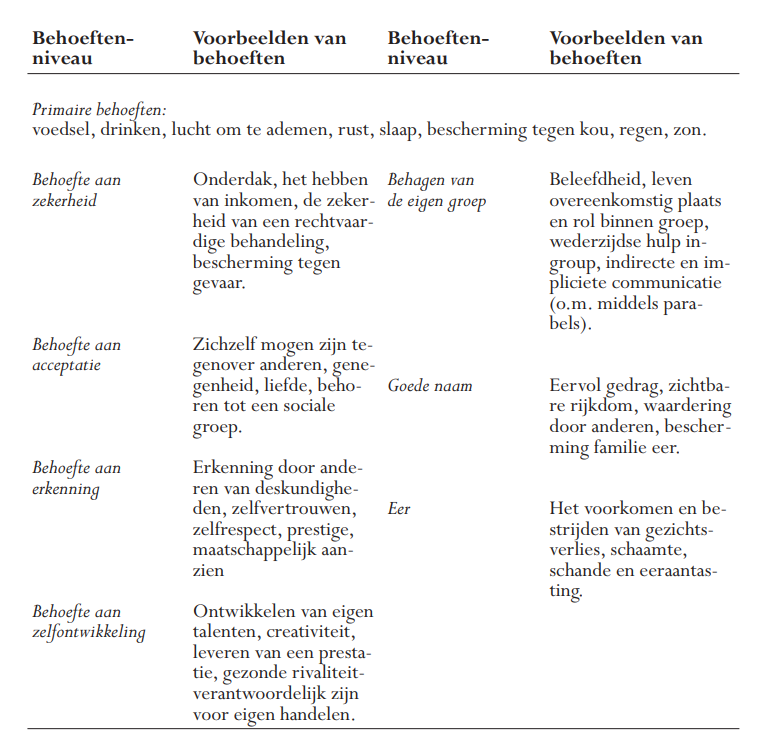 Behoeften-
niveau
Voorbeelden van
behoeften
Behoeften-
niveau
Voorbeelden van
behoeften
Primaire behoeften:
voedsel, drinken, lucht om te ademen, rust, slaap, bescherming tegen kou, regen, zon.
Behoefte aan
zekerheid
Onderdak, het hebben
van inkomen, de zeker-
heid van een rechtvaar-
dige behandeling,
bescherming tegen
gevaar.
Behoefte aan
acceptatie
Zichzelf mogen zijn te-
genover anderen, gene-
genheid, liefde, beho-
ren tot een sociale
groep.
Behoefte aan
erkenning
Erkenning door ande-
ren van deskundighe-
den, zelfvertrouwen,
zelfrespect, prestige,
maatschappelijk aan-
zien
Behoefte aan
zelfontwikkeling
Ontwikkelen van eigen
talenten, creativiteit,
leveren van een presta-
tie, gezonde rivaliteit-
verantwoordelijk zijn
voor eigen handelen.
Behagen van
de eigen groep
Beleefdheid, leven
overeenkomstig plaats
en rol binnen groep,
wederzijdse hulp in-
group, indirecte en im-
pliciete communicatie
(o.m. middels para-
bels).
Goede naam
Eervol gedrag, zichtba-
re rijkdom, waardering
door anderen, bescher-
ming familie eer.
Eer
Het voorkomen en be-
strijden van gezichts-
verlies, schaamte,
schande en eeraantas-
ting.